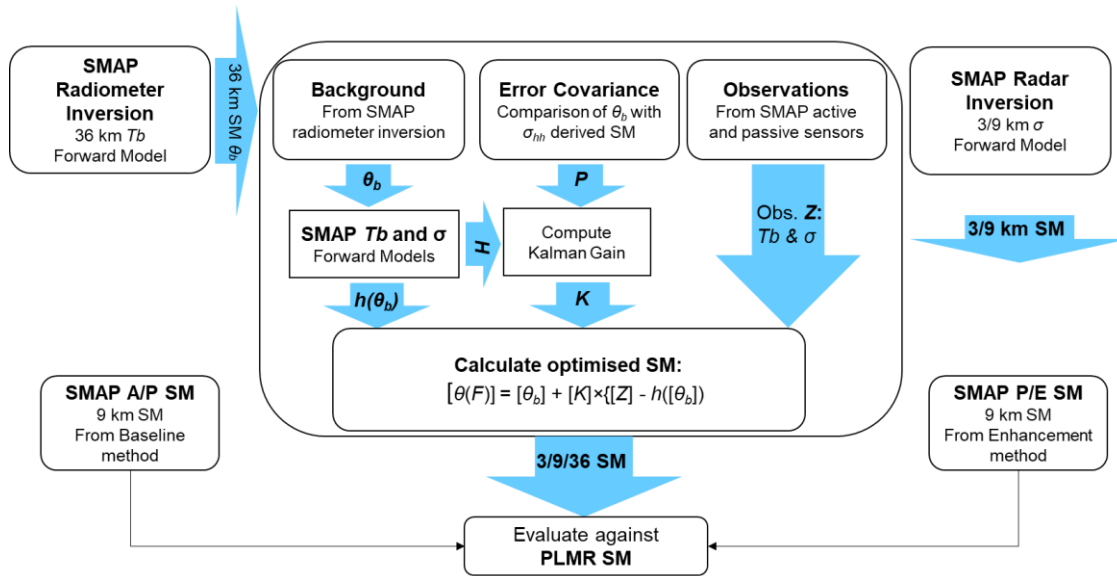 SMAP
Radiometer
Inversion
36 km Tb
Forward Model
36 km SM θb
Background
From SMAP
radiometer inversion
Error Covariance
Comparison of θb with
σhh derived SM
Observations
From SMAP active
and passive sensors
SMAP Radar
Inversion
3/9 km σ
Forward Model
θb
P
Obs. Z:
Tb & σ
SMAP Tb and σ
Forward Models
H
Compute
Kalman Gain
3/9 km SM
h(θb)
K
Calculate optimised SM:
[θ(F)] = [θb] + [K]×{[Z] - h([θb])
SMAP A/P SM
9 km SM
From Baseline
method
SMAP P/E SM
9 km SM
From Enhancement
method
3/9/36 SM
Evaluate against
PLMR SM